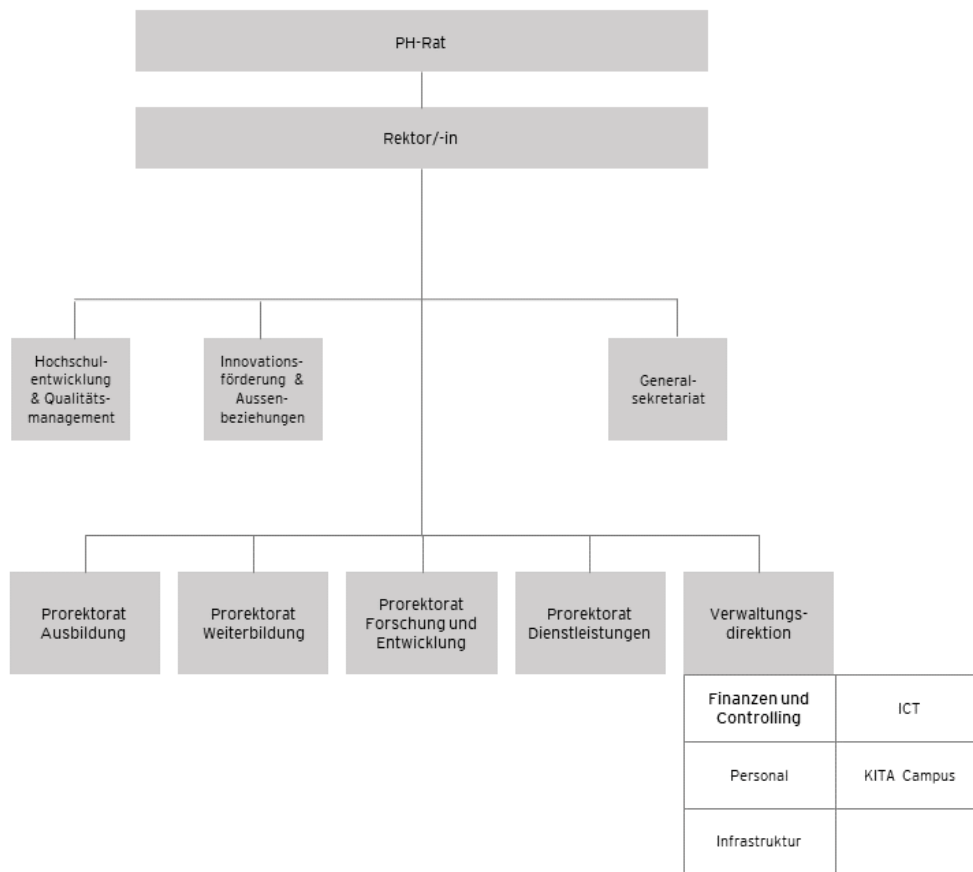 PH-Rat
Rektor/-in
Hochschul-
entwicklung
& Qualitäts-
management
Innovations-
förderung &
Aussen-
beziehungen
General-
sekretariat
Prorektorat
Ausbildung
Prorektorat
Weiterbildung
Prorektorat
Forschung und
Entwicklung
Prorektorat
Dienstleistungen
Verwaltungs-
direktion
Finanzen und
Controlling
ICT
Personal
KITA Campus
Infrastruktur